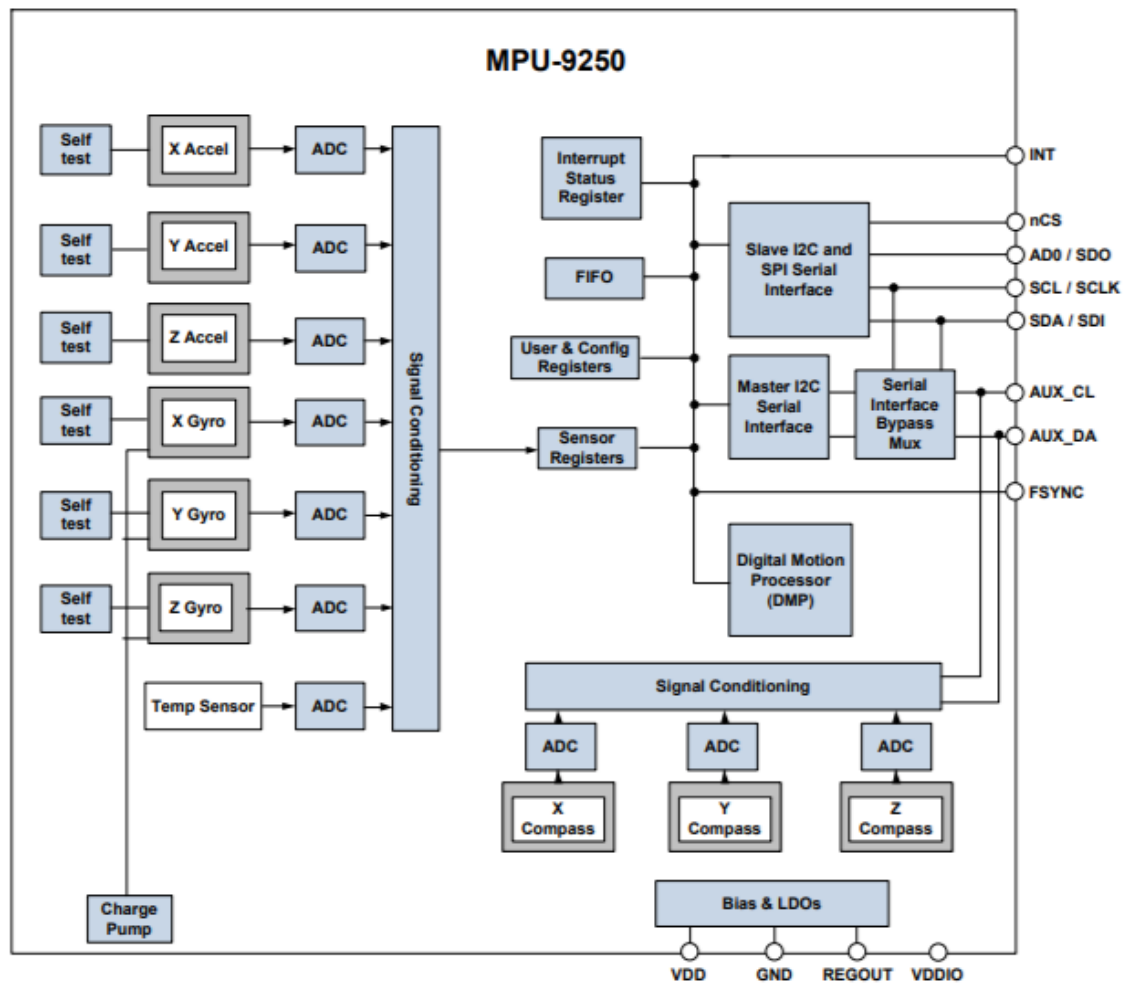 MPU-9250
Self
test
X Accel
ADC
Self
test
Y Accel
ADC
Self
test
Z Accel
ADC
Self
test
X Gyro
ADC
Self
test
Y Gyro
ADC
Self
test
Z Gyro
ADC
Temp Sensor
ADC
Signal Conditioning
Charge
Pump
Interrupt
Status
Register
FIFO
User & Config
Registers
Sensor
Registers
Slave I2C and
SPI Serial
Interface
Master I2C
Serial
Interface
Serial
Interface
Bypass
Mux
Digital Motion
Processor
(DMP)
INT
nCS
AD0 / SDO
SCL / SCLK
SDA / SDI
AUX_CL
AUX_DA
FSYNC
Signal Conditioning
ADC
ADC
ADC
X
Compass
Y
Compass
Z
Compass
Bias & LDOs
VDD
GND
REGOUT
VDDIO